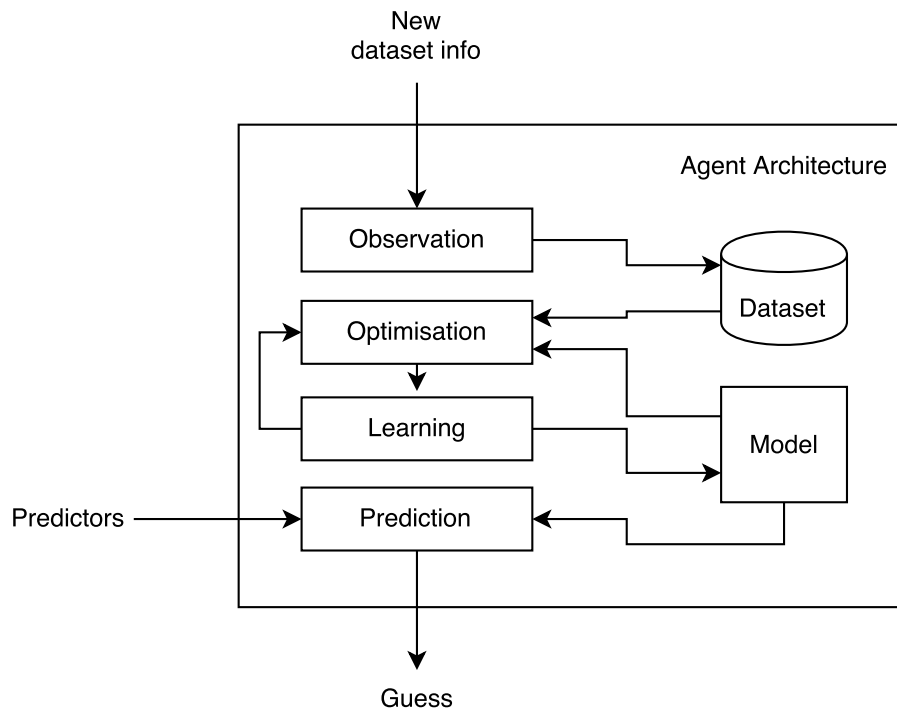 New
dataset info
Agent Architecture
Observation
Dataset
Optimisation
Learning
Model
Predictors
Prediction
Guess